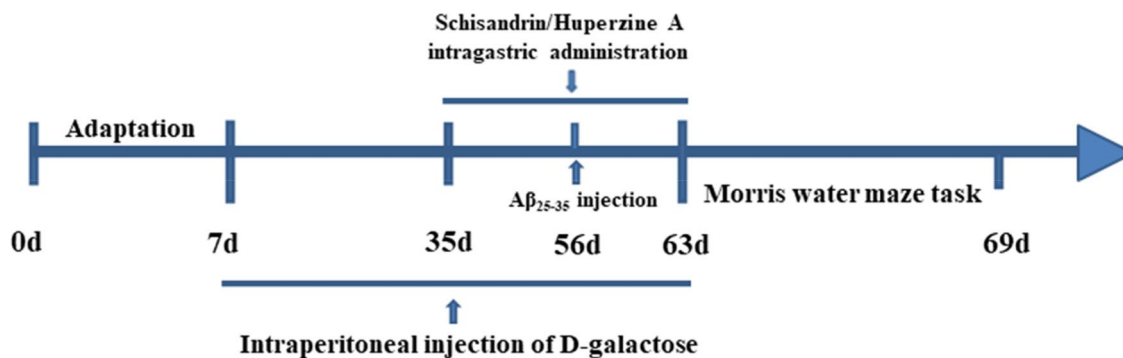 Schisandrin/Huperzine A
intragastric administration
Adaptation
Aβ25-35 injection
Morris water maze task
0d
7d
35d
56d
63d
69d
Intraperitoneal injection of D-galactose